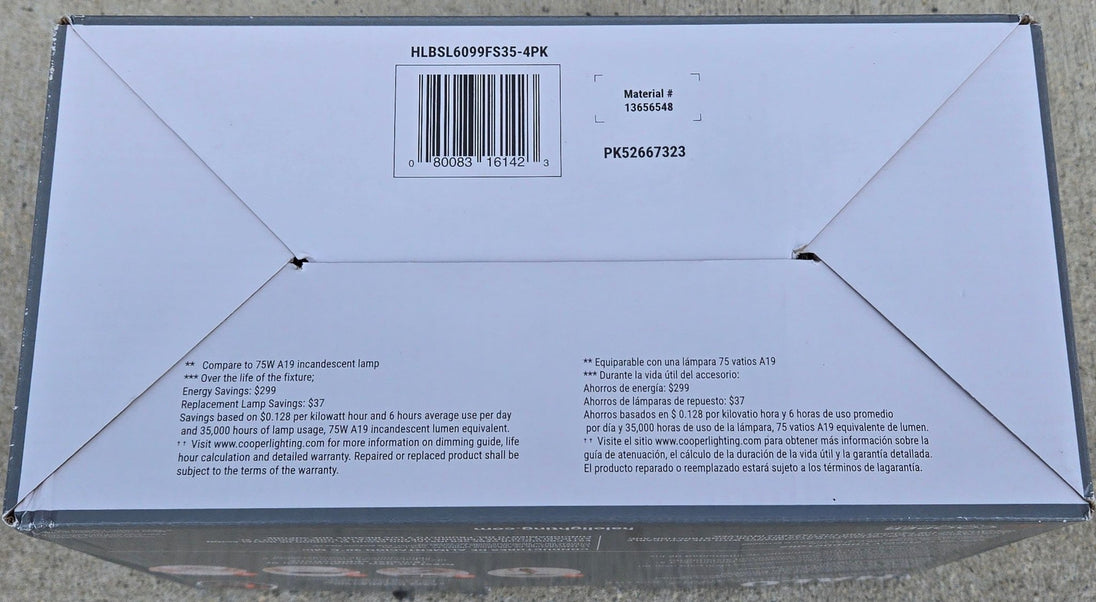 HLBSL6099FS35-4PK
0 80083 16142 3
Material #
13656548
PK52667323
** Compare to 75W A19 incandescent lamp
*** Over the life of the fixture;
Energy Savings: $299
Replacement Lamp Savings: $37
Savings based on $0.128 per kilowatt hour and 6 hours average use per day
and 35,000 hours of lamp usage, 75W A19 incandescent lumen equivalent.
†† Visit www.cooperlighting.com for more information on dimming guide, life
hour calculation and detailed warranty. Repaired or replaced product shall be
subject to the terms of the warranty.
** Equiparable con una lámpara 75 vatios A19
*** Durante la vida útil del accesorio:
Ahorros de energía: $299
Ahorros de lámparas de repuesto: $37
Ahorros basados en $ 0.128 por kilovatio hora y 6 horas de uso promedio
por día y 35,000 horas de uso de la lámpara, 75 vatios A19 equivalente de lumen.
†† Visite el sitio www.cooperlighting.com para obtener más información sobre la
guía de atenuación, el cálculo de la duración de la vida útil y la garantía detallada.
El producto reparado o reemplazado estará sujeto a los términos de lagarantía.
halolighting.com